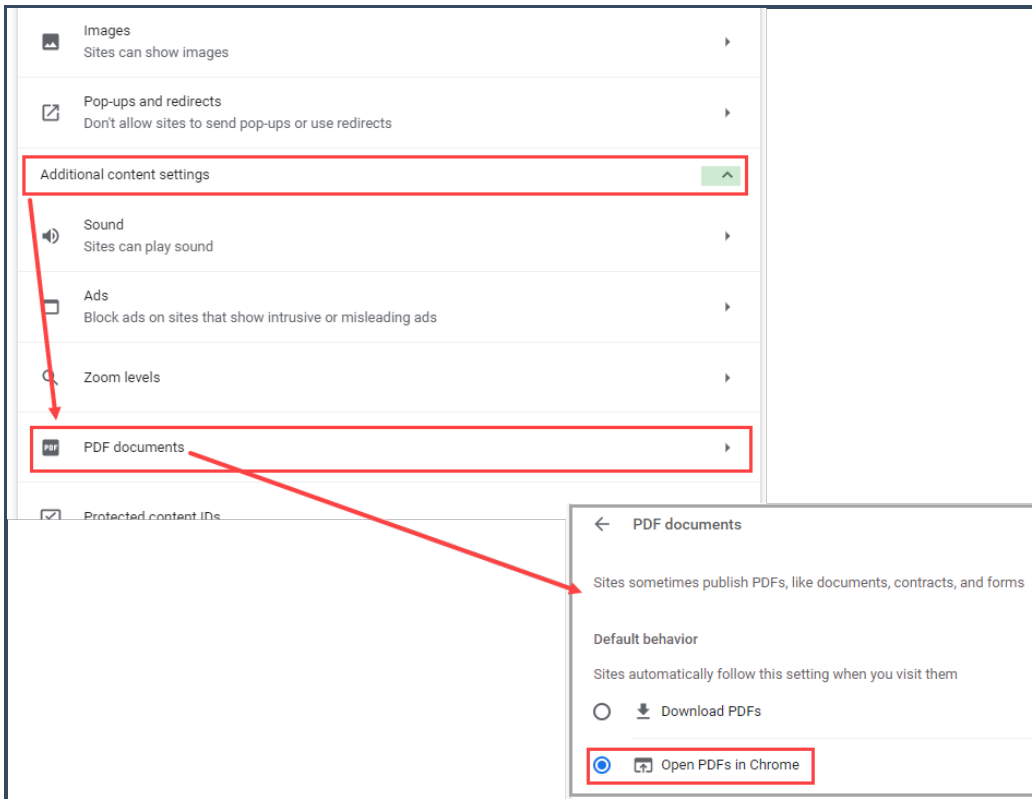 Images
Sites can show images
Pop-ups and redirects
Don't allow sites to send pop-ups or use redirects
Additional content settings
Sound
Sites can play sound
Ads
Block ads on sites that show intrusive or misleading ads
Zoom levels
PDF
PDF documents
Protected content IDs
PDF documents
Sites sometimes publish PDFs, like documents, contracts, and forms
Default behavior
Sites automatically follow this setting when you visit them
Download PDFs
Open PDFs in Chrome